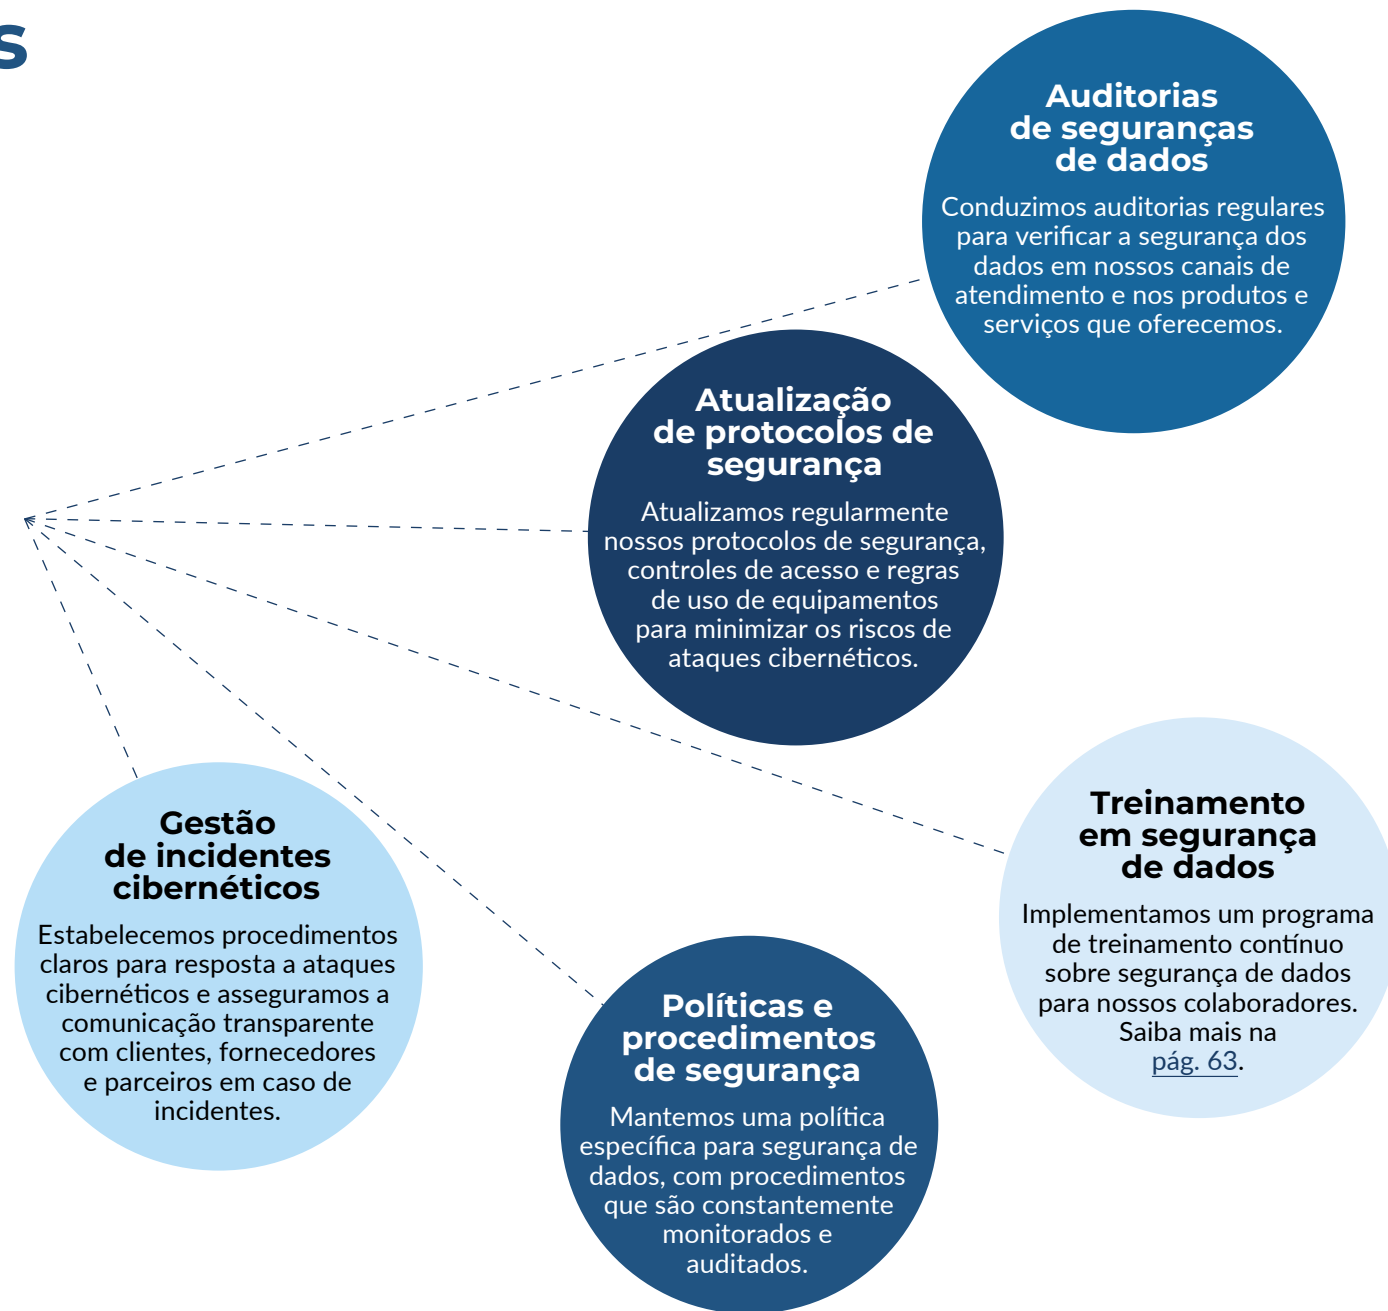 s
Auditorias
de seguranças
de dados
Conduzimos auditorias regulares
para verificar a segurança dos
dados em nossos canais de
atendimento e nos produtos e
serviços que oferecemos.
Atualização
de protocolos de
segurança
Atualizamos regularmente
nossos protocolos de segurança,
controles de acesso e regras
de uso de equipamentos
para minimizar os riscos de
ataques cibernéticos.
Treinamento
em segurança
de dados
Implementamos um programa
de treinamento contínuo
sobre segurança de dados
para nossos colaboradores.
Saiba mais na
pág. 63.
Gestão
de incidentes
cibernéticos
Estabelecemos procedimentos
claros para resposta a ataques
cibernéticos e asseguramos a
comunicação transparente
com clientes, fornecedores
e parceiros em caso de
incidentes.
Políticas e
procedimentos
de segurança
Mantemos uma política
específica para segurança de
dados, com procedimentos
que são constantemente
monitorados e
auditados.